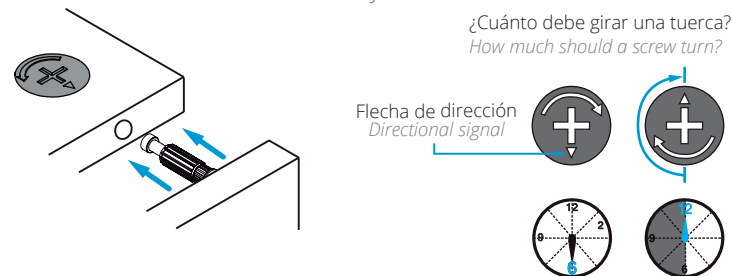 ¿Cuánto debe girar una tuerca?
How much should a screw turn?
Flecha de dirección
Directional signal
12
2
9
6
12
9
6